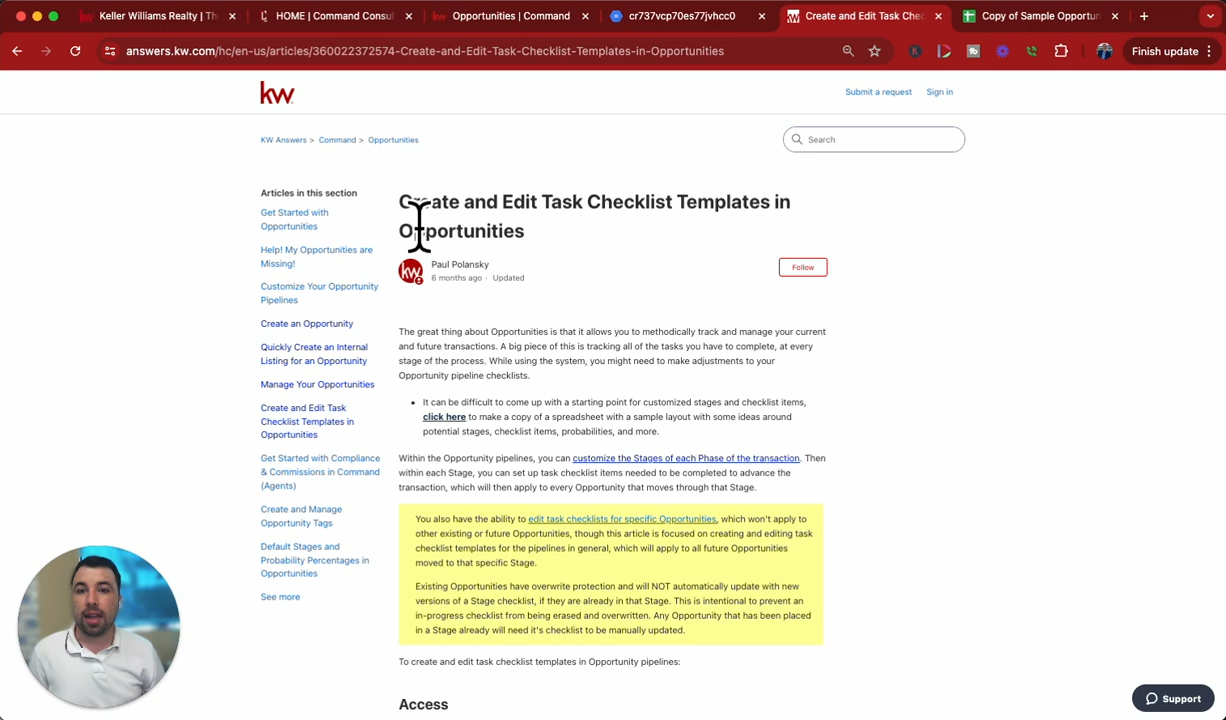 Keller Williams Realty | Th
HOME | Command Consul
Opportunities | Command
cr737vcp70es77jvhcc0
Create and Edit Task Chec
Copy of Sample Opportun
answers.kw.com/hc/en-us/articles/360022372574-Create-and-Edit-Task-Checklist-Templates-in-Opportunities
K
Finish update
kw
Submit a request
Sign in
KW Answers > Command > Opportunities
Search
Articles in this section
Get Started with
Opportunities
Help! My Opportunities are
Missing!
Customize Your Opportunity
Pipelines
Create an Opportunity
Quickly Create an Internal
Listing for an Opportunity
Manage Your Opportunities
Create and Edit Task
Checklist Templates in
Opportunities
Get Started with Compliance
& Commissions in Command
(Agents)
Create and Manage
Opportunity Tags
Default Stages and
Probability Percentages in
Opportunities
See more
Create and Edit Task Checklist Templates in
Opportunities
kw
Paul Polansky
6 months ago · Updated
Follow
The great thing about Opportunities is that it allows you to methodically track and manage your current
and future transactions. A big piece of this is tracking all of the tasks you have to complete, at every
stage of the process. While using the system, you might need to make adjustments to your
Opportunity pipeline checklists.
• It can be difficult to come up with a starting point for customized stages and checklist items,
click here to make a copy of a spreadsheet with a sample layout with some ideas around
potential stages, checklist items, probabilities, and more.
Within the Opportunity pipelines, you can customize the Stages of each Phase of the transaction. Then
within each Stage, you can set up task checklist items needed to be completed to advance the
transaction, which will then apply to every Opportunity that moves through that Stage.
You also have the ability to edit task checklists for specific Opportunities, which won't apply to
other existing or future Opportunities, though this article is focused on creating and editing task
checklist templates for the pipelines in general, which will apply to all future Opportunities
moved to that specific Stage.
Existing Opportunities have overwrite protection and will NOT automatically update with new
versions of a Stage checklist, if they are already in that Stage. This is intentional to prevent an
in-progress checklist from being erased and overwritten. Any Opportunity that has been placed
in a Stage already will need it's checklist to be manually updated.
To create and edit task checklist templates in Opportunity pipelines:
Access
Support